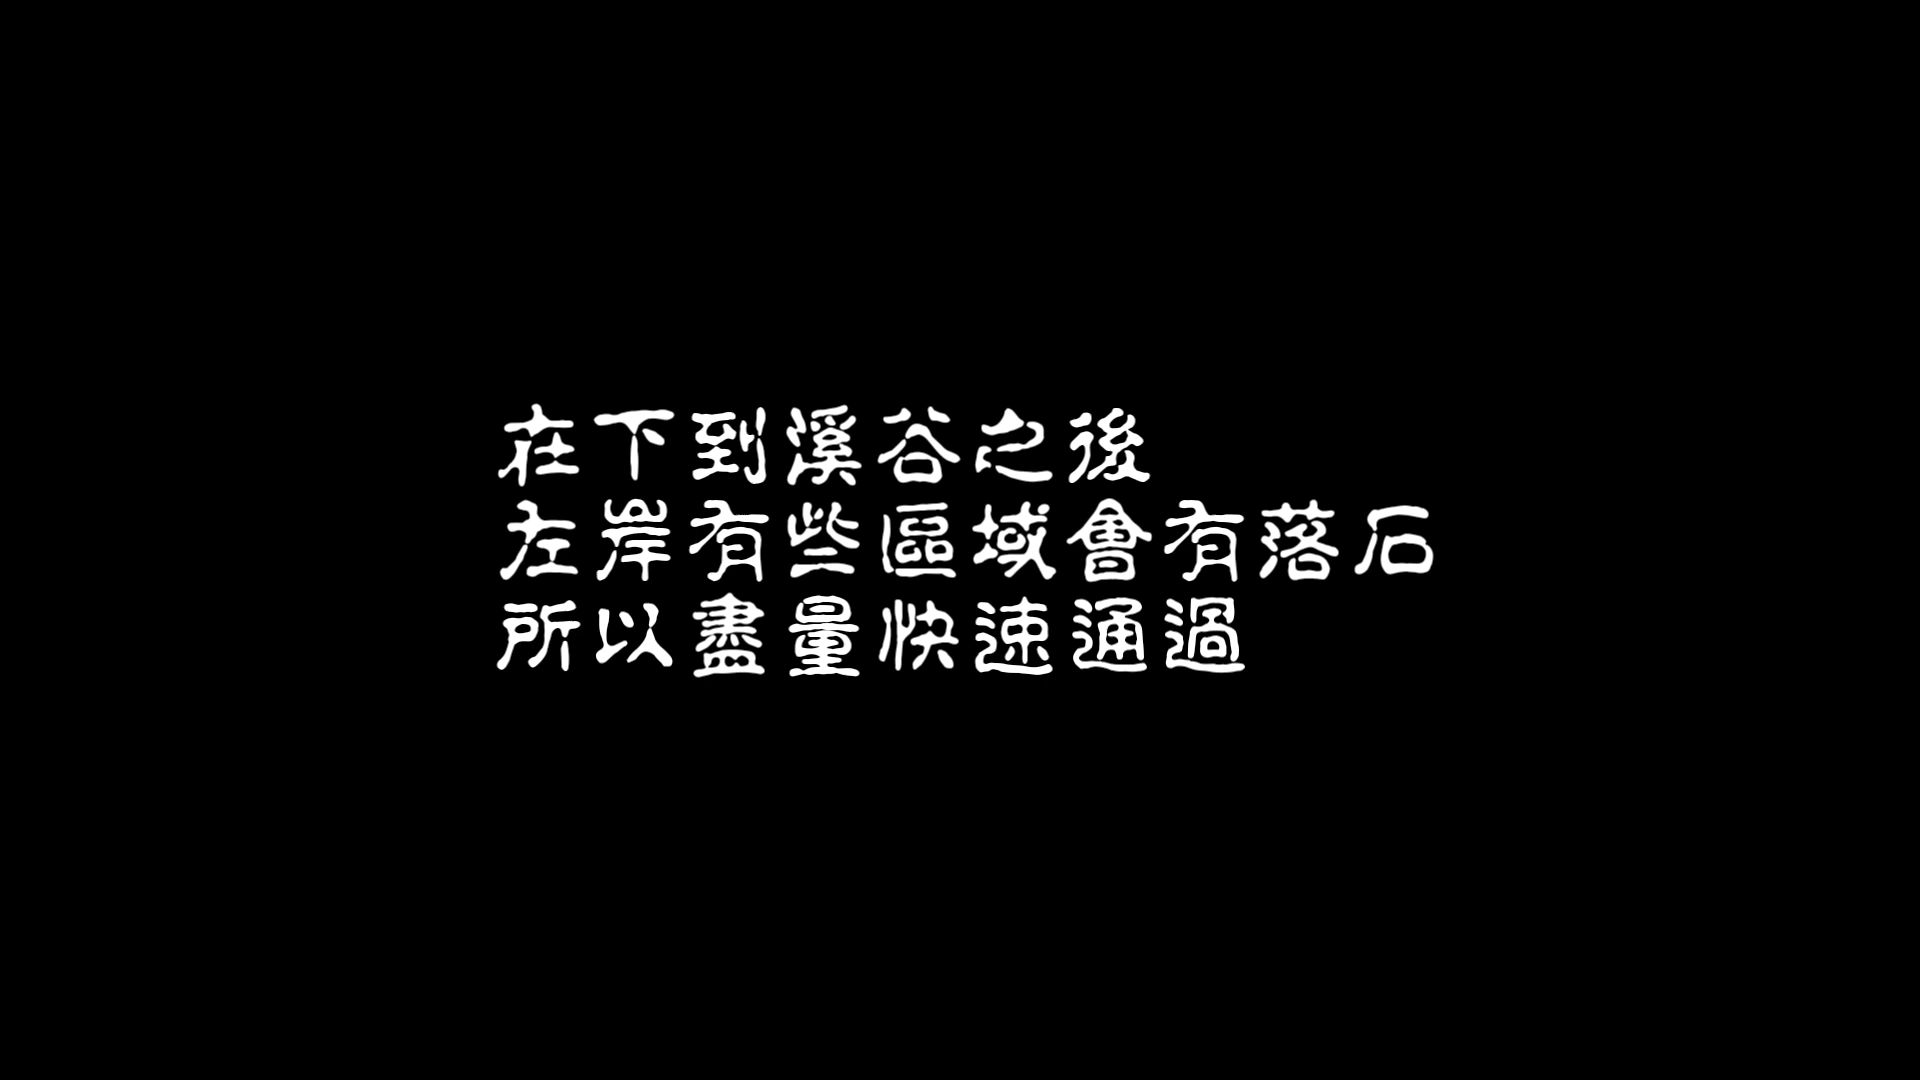 在下到溪谷之後
左岸有些區域會有落石
所以盡量快速通過